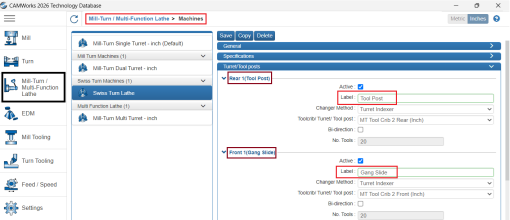 CAMWorks 2026 Technology Database
Mill-Turn / Multi-Function Lathe > Machines
Metric Inches
Mill
Turn
Mill-Turn /
Multi-Function
Lathe
EDM
Mill Tooling
Turn Tooling
Feed / Speed
Settings
Mill-Turn Single Turret - inch (Default)
Mill Turn Machines (1)
Mill-Turn Dual Turret - inch
Swiss Turn Machines (1)
Swiss Turn Lathe
Multi Function Lathe (1)
Mill-Turn Multi Turret - inch
Save Copy Delete
General
Specifications
Turret/Tool posts
Rear 1(Tool Post)
Active
Label Tool Post
Changer Method Turret Indexer
Toolcrib/ Turret/ Tool post MT Tool Crib 2 Rear (Inch)
Bi-direction
No. Tools 20
Front 1(Gang Slide)
Active
Label Gang Slide
Changer Method Turret Indexer
Toolcrib/ Turret/ Tool post MT Tool Crib 2 Front (Inch)
Bi-direction
No. Tools 20